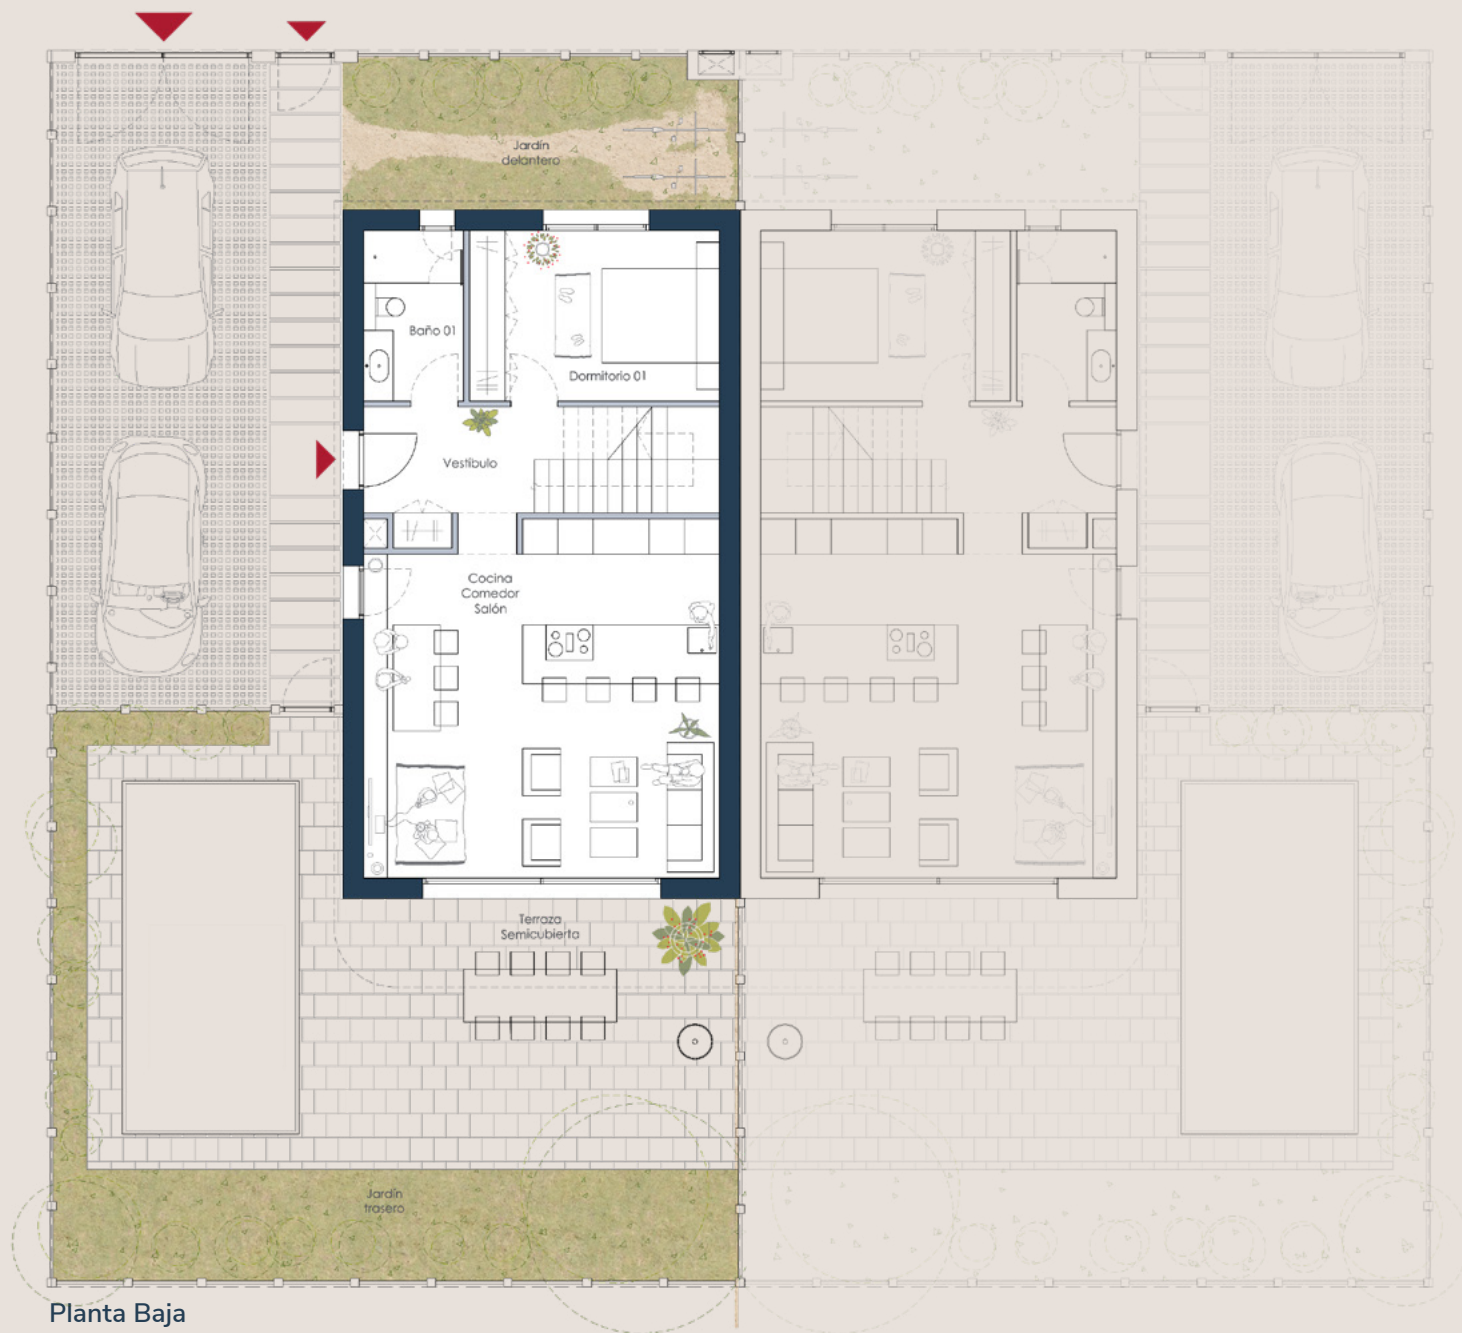 Jardín
delantero
Baño 01
Dormitorio 01
Vestíbulo
Cocina
Comedor
Salón
Terraza
Semicubierta
Jardín
trasero
Planta Baja